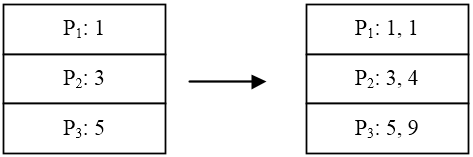 P₁: 1
P₂: 3
P₃: 5
P₁: 1, 1
P₂: 3, 4
P₃: 5, 9